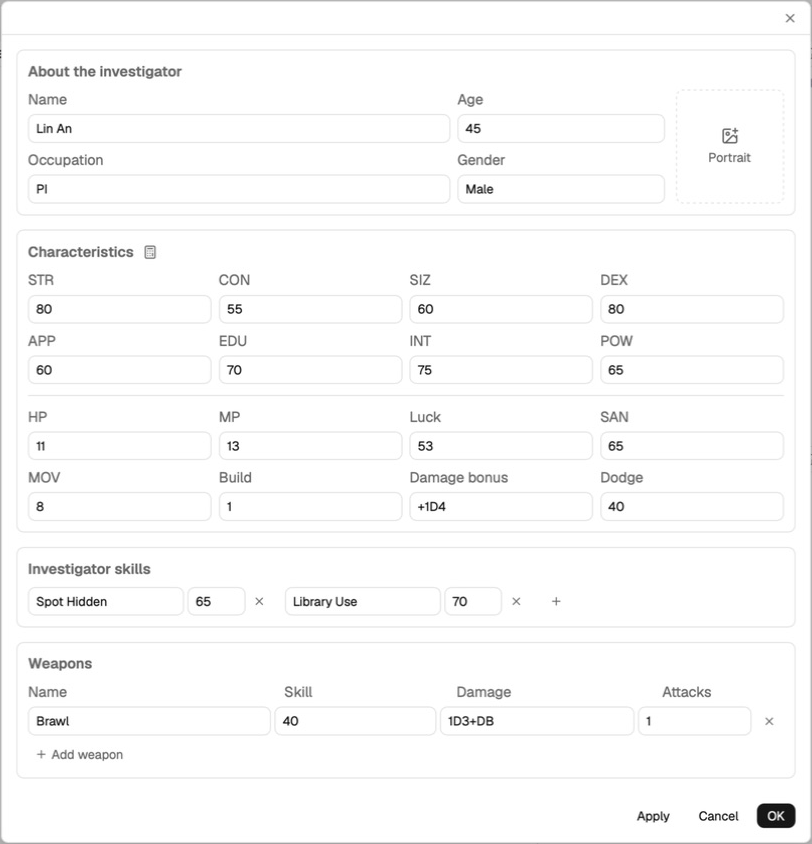 About the investigator
Name Age
Lin An 45
Portrait
Occupation Gender
PI Male
Characteristics
STR CON SIZ DEX
80 55 60 80
APP EDU INT POW
60 70 75 65
HP MP Luck SAN
11 13 53 65
MOV Build Damage bonus Dodge
8 1 +1D4 40
Investigator skills
Spot Hidden 65 × Library Use 70 × +
Weapons
Name Skill Damage Attacks
Brawl 40 1D3+DB 1 ×
+ Add weapon
Apply Cancel OK